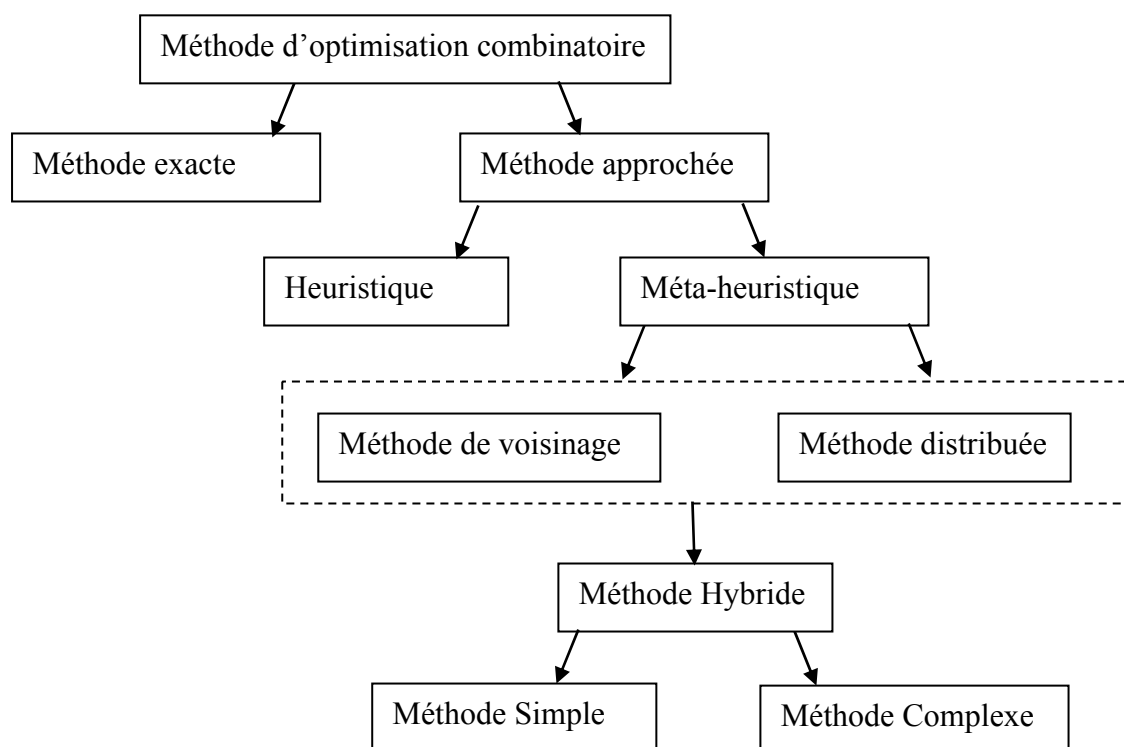 Méthode d’optimisation combinatoire
Méthode exacte
Méthode approchée
Heuristique
Méta-heuristique
Méthode de voisinage
Méthode distribuée
Méthode Hybride
Méthode Simple
Méthode Complexe